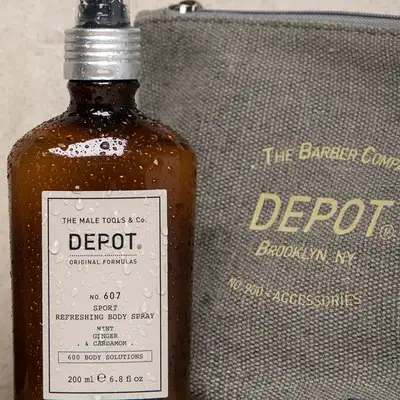 THE MALE TOOLS & Co.
DEPOT®
ORIGINAL FORMULAS
NO. 607
SPORT
REFRESHING BODY SPRAY
MINT
GINGER
& CARDAMOM
600 BODY SOLUTIONS
200 ml ℮ 6.8 fl oz
THE BARBER COMPA
DEPOT®
BROOKLYN NY.
NO. 900 - ACCESSORIES